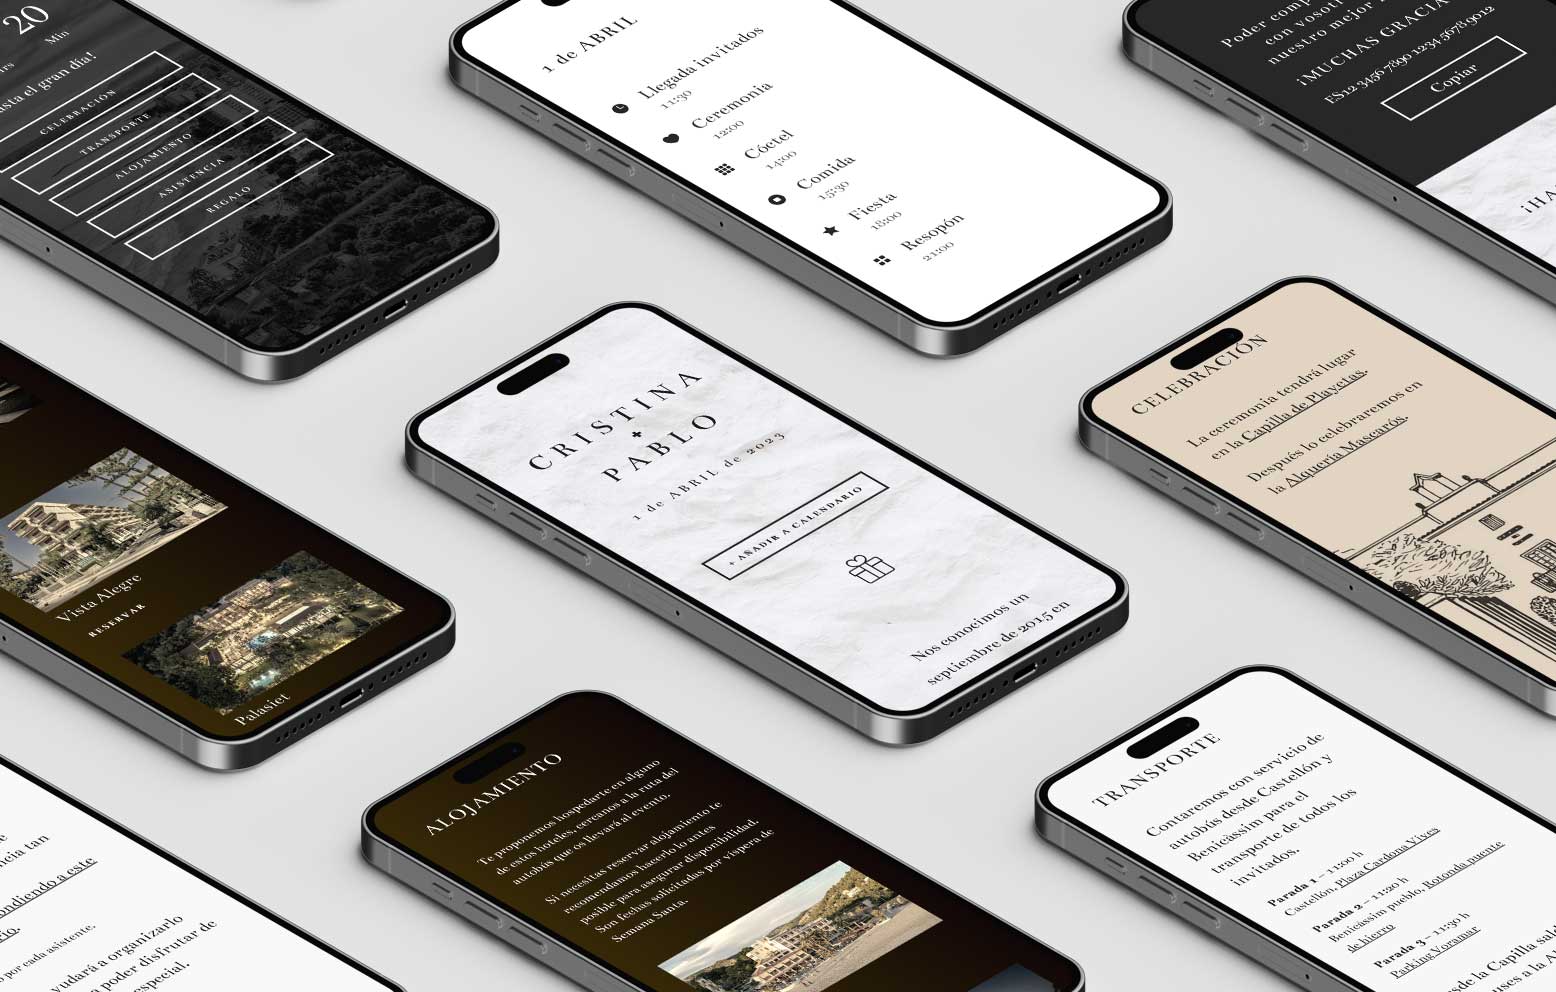 20
Min
asta el gran día!
CELEBRACIÓN
TRANSPORTE
ALOJAMIENTO
ASISTENCIA
REGALO
1 de ABRIL
Llegada invitados
11:30
Ceremonia
12:00
Cóctel
14:00
Comida
15:30
Fiesta
18:00
Resopón
21:00
Poder comp
con vosot
nuestro mejor
¡MUCHAS GRACIA
ES12 3456 7890 1234 5678 9012
Copiar
¡HA
Vista Alegre
RESERVAR
Palasiet
CRISTINA
+
PABLO
1 de ABRIL de 2023
+ AÑADIR A CALENDARIO
Nos conocimos un
septiembre de 2015 en
CELEBRACIÓN
La ceremonia tendrá lugar
en la Capilla de Playetas.
Después lo celebraremos en
la Alquería Mascarós.
ncia tan
ondiendo a este
rio.
o por cada asistente.
yudará a organizarlo
a poder disfrutar de
especial.
ALOJAMIENTO
Te proponemos hospedarte en alguno
de estos hoteles, cercanos a la ruta del
autobús que os llevará al evento.
Si necesitas reservar alojamiento te
recomendamos hacerlo lo antes
posible para asegurar disponibilidad.
Son fechas solicitadas por víspera de
Semana Santa.
TRANSPORTE
Contaremos con servicio de
autobús desde Castellón y
Benicàssim para el
transporte de todos los
invitados.
Parada 1 – 11:00 h
Castellón, Plaza Cardona Vives
Parada 2 – 11:20 h
Benicàssim pueblo, Rotonda puente
de hierro
Parada 3 – 11:30 h
Parking Voramar
sde la Capilla sal
uses a la A